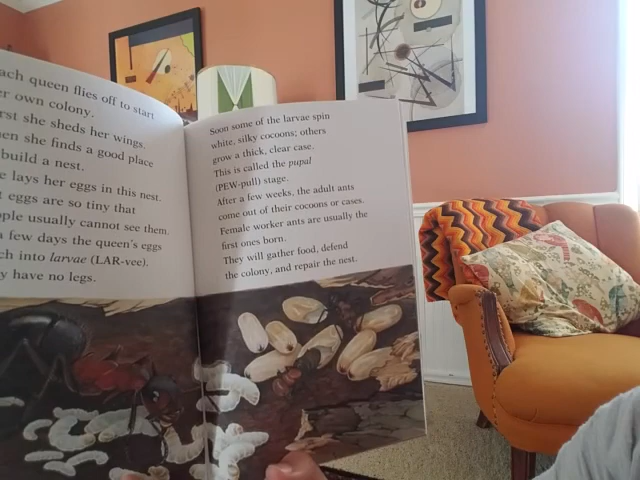 ach queen flies off to start
er own colony.
rst she sheds her wings.
en she finds a good place
build a nest.
e lays her eggs in this nest.
t eggs are so tiny that
ople usually cannot see them.
a few days the queen's eggs
ch into larvae (LAR-vee).
y have no legs.
Soon some of the larvae spin
white, silky cocoons; others
grow a thick, clear case.
This is called the pupal
(PEW-pull) stage.
After a few weeks, the adult ants
come out of their cocoons or cases.
Female worker ants are usually the
first ones born.
They will gather food, defend
the colony, and repair the nest.